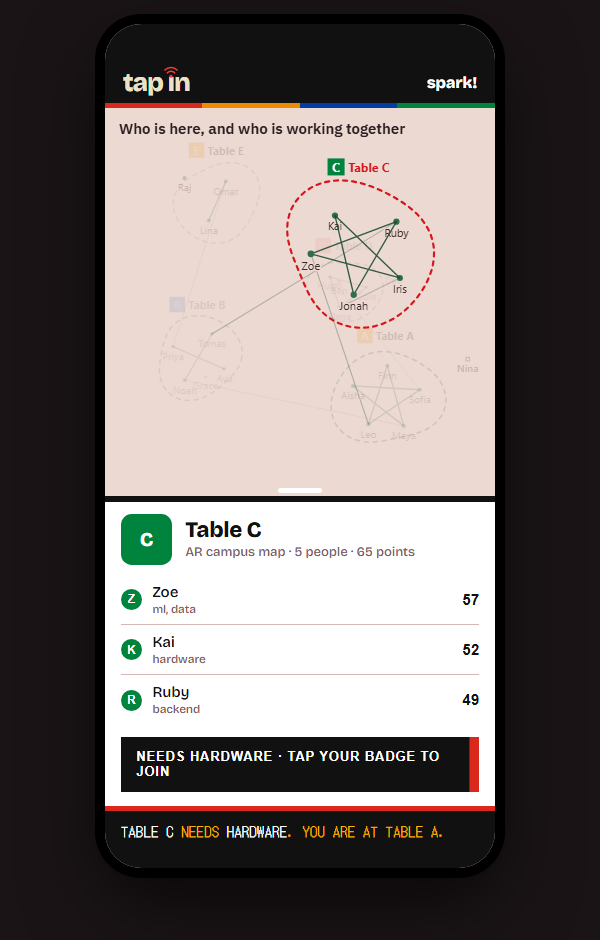 tap in
spark!
Who is here, and who is working together
Table E
Raj
Omar
Lina
C Table C
Kai
Ruby
Zoe
Iris
Jonah
Table B
Tomas
Priya
Noah
Table A
Nina
Finn
Aisha
Sofia
Leo
Maya
C
Table C
AR campus map · 5 people · 65 points
Z
Zoe
ml, data
57
K
Kai
hardware
52
R
Ruby
backend
49
NEEDS HARDWARE · TAP YOUR BADGE TO
JOIN
TABLE C NEEDS HARDWARE. YOU ARE AT TABLE A.